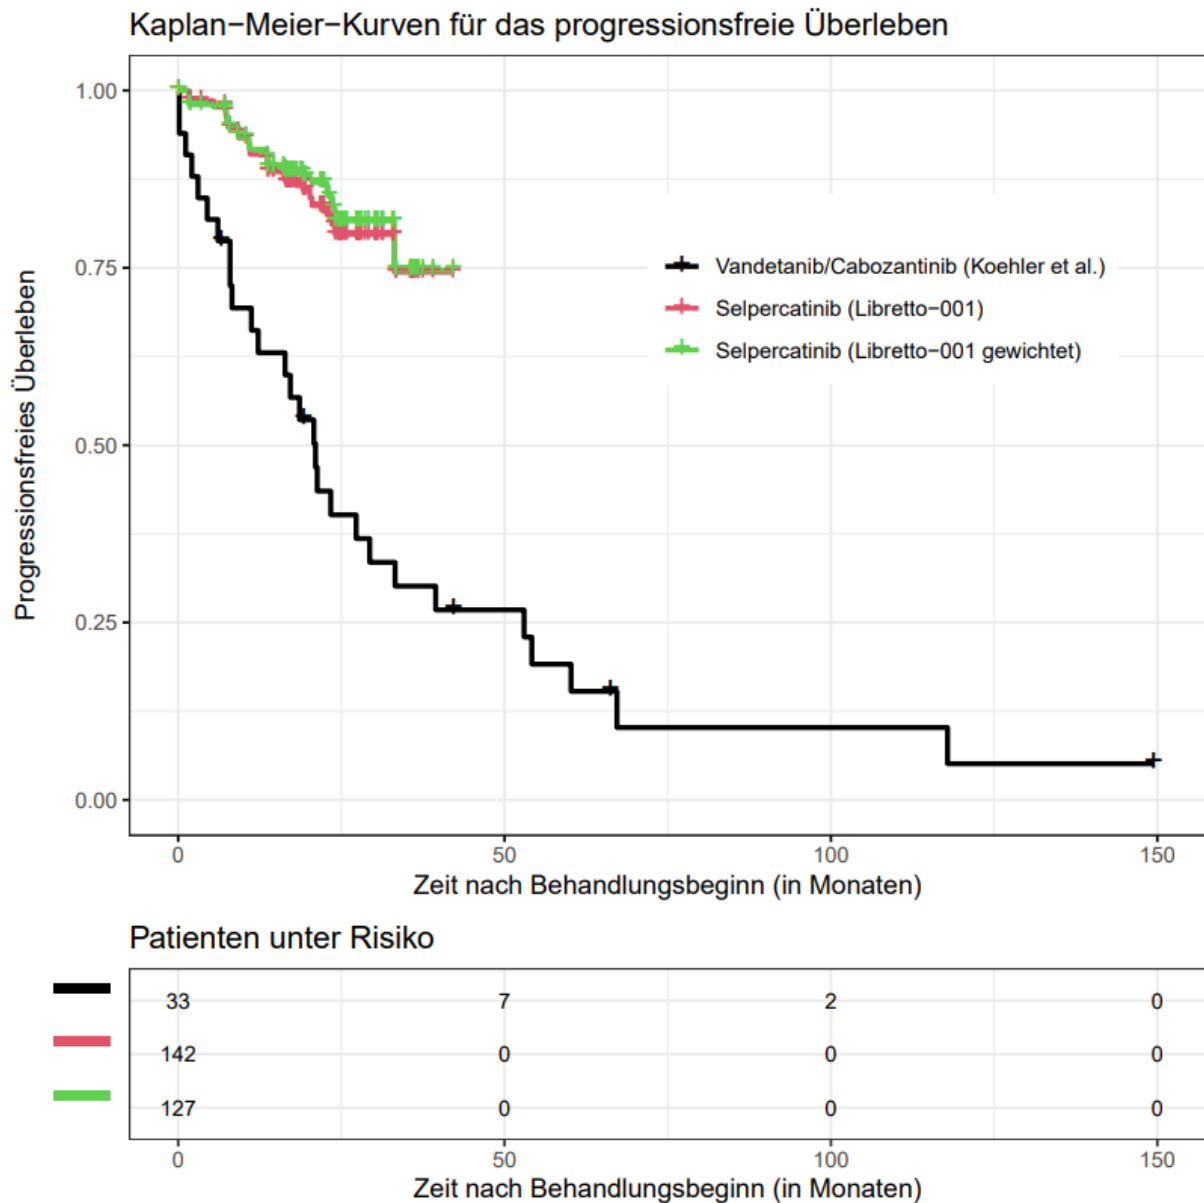 Kaplan−Meier−Kurven für das progressionsfreie Überleben
Progressionsfreies Überleben
1.00
0.75
0.50
0.25
0.00
Vandetanib/Cabozantinib (Koehler et al.)
Selpercatinib (Libretto−001)
Selpercatinib (Libretto−001 gewichtet)
0 50 100 150
Zeit nach Behandlungsbeginn (in Monaten)
Patienten unter Risiko
33 7 2 0
142 0 0 0
127 0 0 0
0 50 100 150
Zeit nach Behandlungsbeginn (in Monaten)